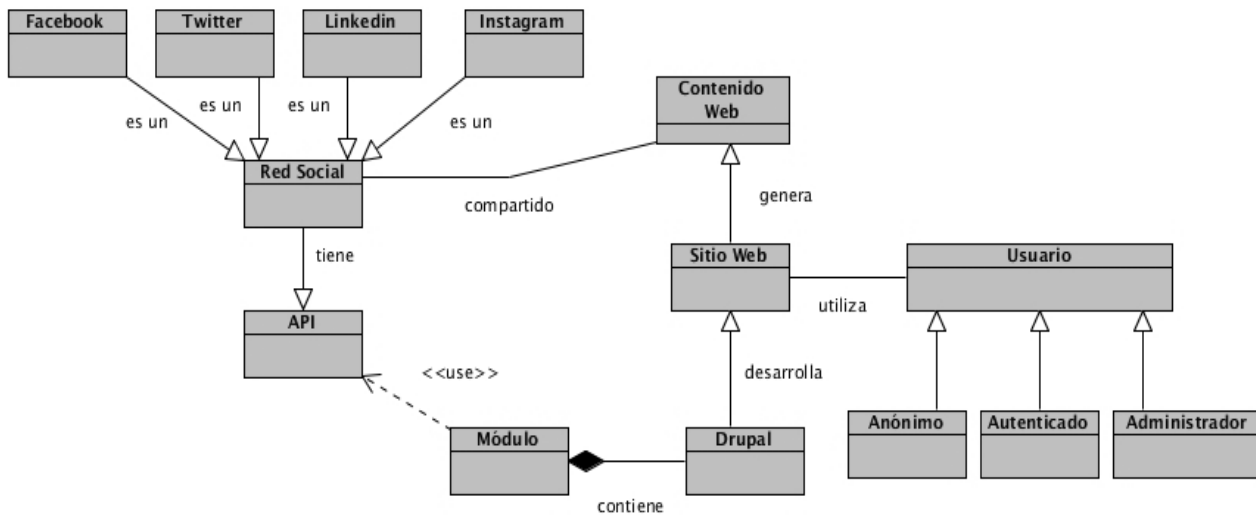 Facebook
Twitter
Linkedin
Instagram
es un
es un
es un
es un
Contenido
Web
Red Social
compartido
genera
tiene
Sitio Web
Usuario
utiliza
API
<<use>>
desarrolla
Anónimo
Autenticado
Administrador
Módulo
Drupal
contiene